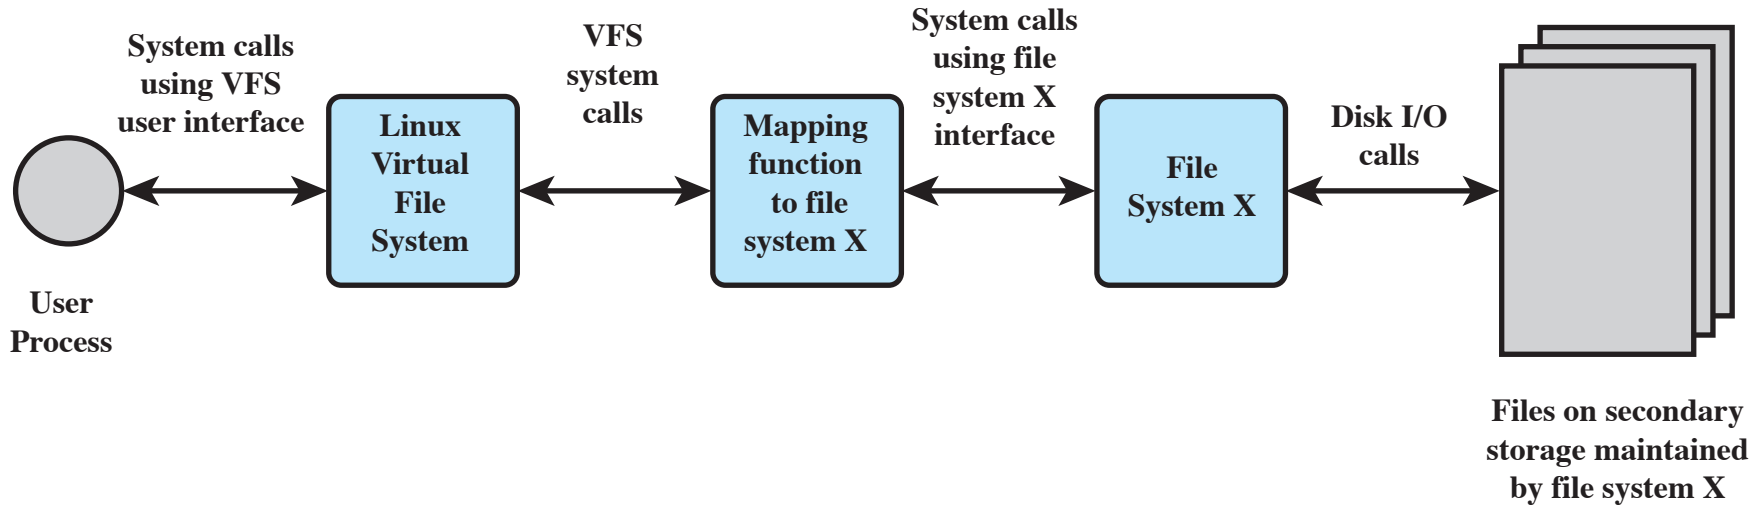 System calls
using VFS
user interface
VFS
system
calls
System calls
using file
system X
interface
Disk I/O
calls
User
Process
Linux
Virtual
File
System
Mapping
function
to file
system X
File
System X
Files on secondary
storage maintained
by file system X